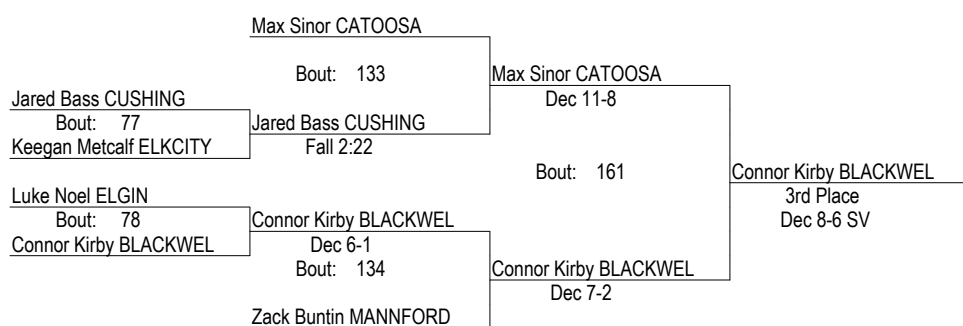 Max Sinor CATOOSA
Bout: 133
Max Sinor CATOOSA
Dec 11-8
Jared Bass CUSHING
Bout: 77
Jared Bass CUSHING
Keegan Metcalf ELKCITY
Fall 2:22
Bout: 161
Connor Kirby BLACKWEL
3rd Place
Dec 8-6 SV
Luke Noel ELGIN
Bout: 78
Connor Kirby BLACKWEL
Connor Kirby BLACKWEL
Dec 6-1
Bout: 134
Connor Kirby BLACKWEL
Dec 7-2
Zack Buntin MANNFORD